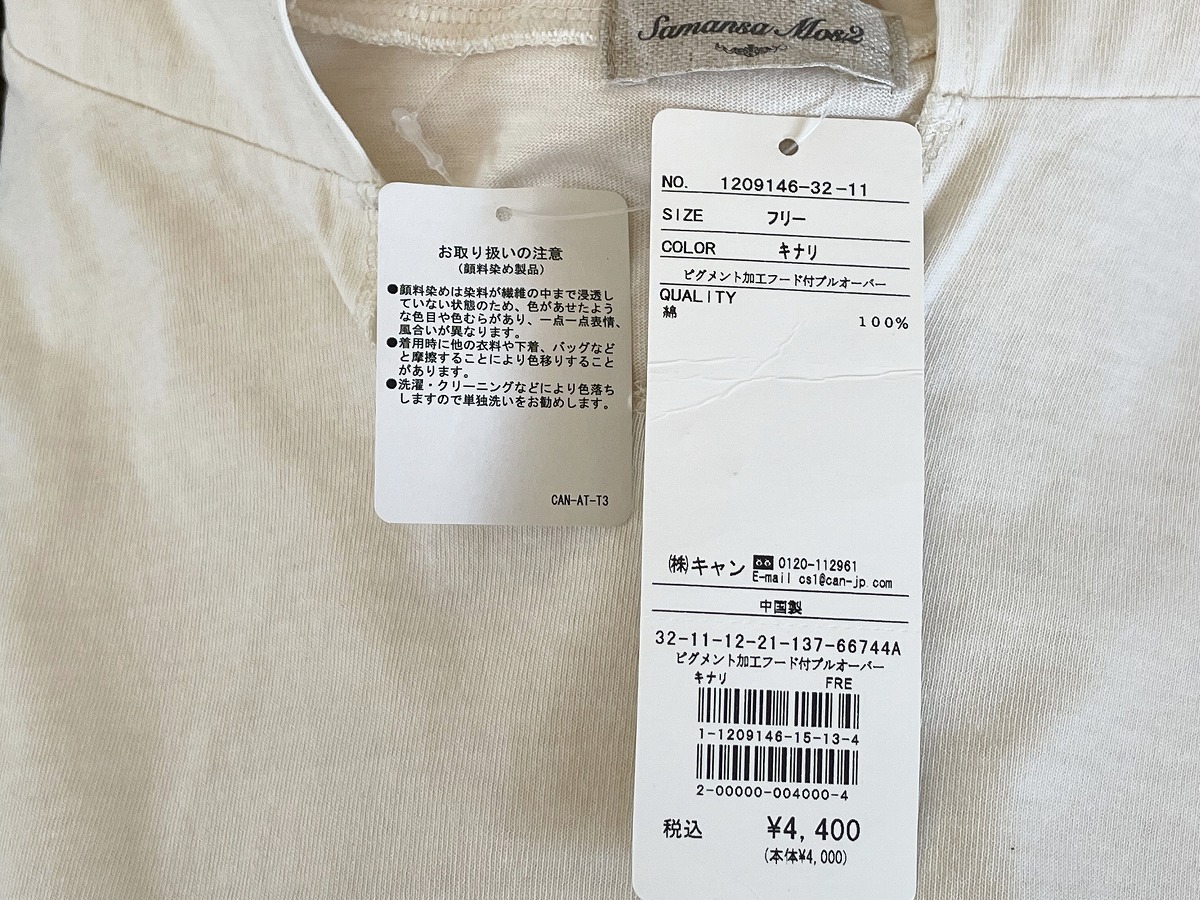 Samansa Mos2
お取り扱いの注意
(顔料染め製品)
●顔料染めは染料が繊維の中まで浸透し
ていない状態のため、色があせたよう
な色目や色むらがあり、一点一点表情、
風合いが異なります。
●着用時に他の衣料や下着、バッグなど
と摩擦することにより色移りすること
があります。
●洗濯・クリーニングなどにより色落ち
しますので単独洗いをお勧めします。
CAN-AT-T3
NO. 1209146-32-11
SIZE フリー
COLOR キナリ
ピグメント加工フード付プルオーバー
QUALITY
綿
100%
㈱キャン 0120-112961
E-mail cs1@can-jp.com
中国製
32-11-12-21-137-66744A
ピグメント加工フード付プルオーバー
キナリ FRE
1-1209146-15-13-4
2-00000-004000-4
税込 ¥4,400
(本体¥4,000)